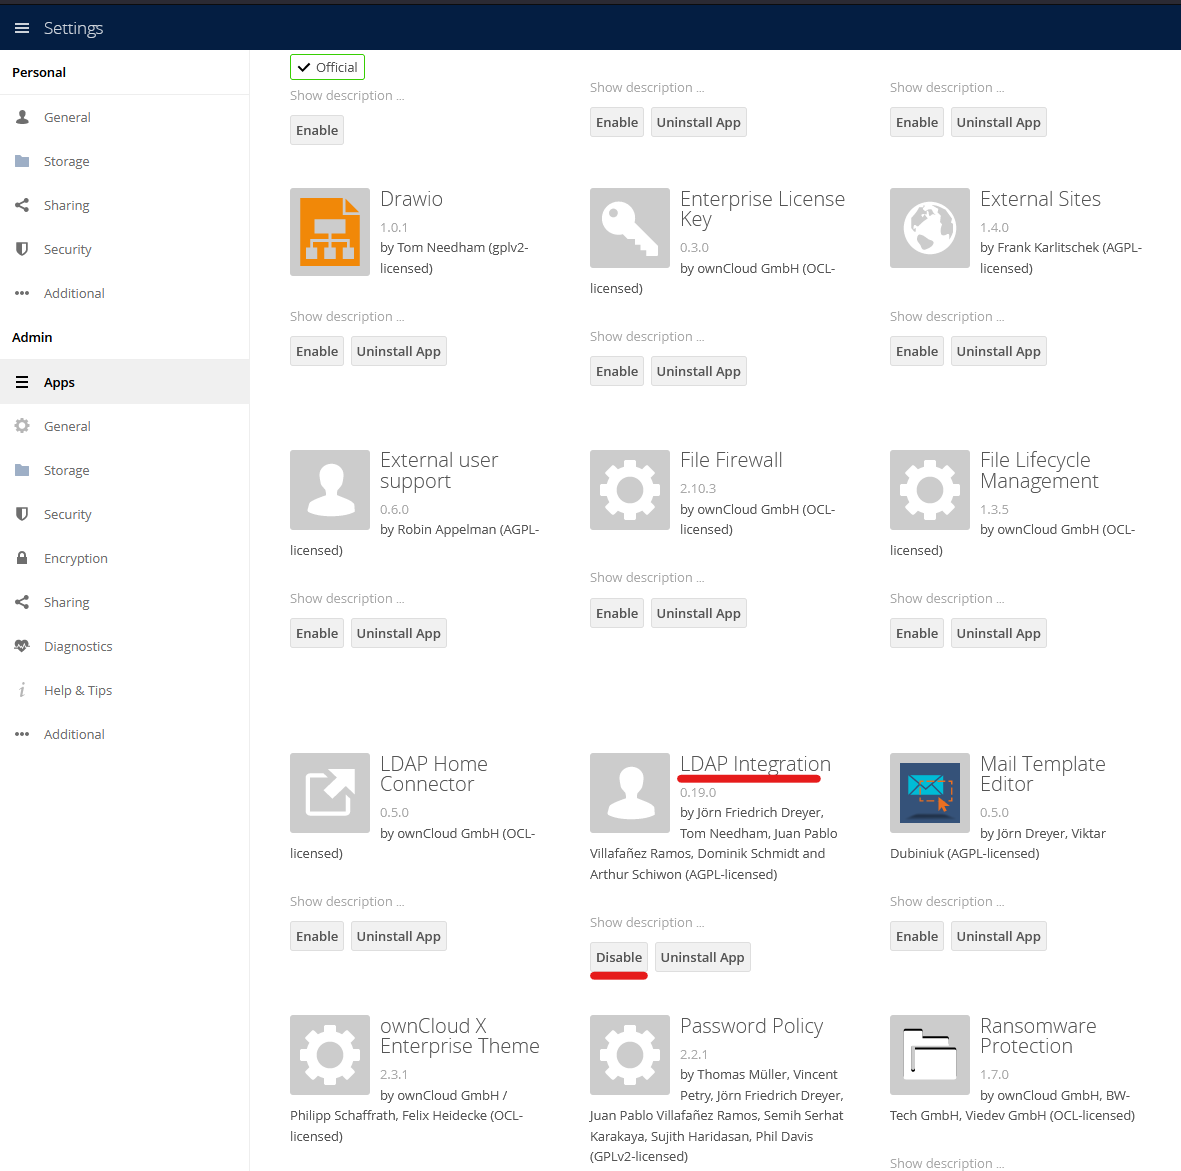 Settings
Personal
General
Storage
Sharing
Security
Additional
Admin
Apps
General
Storage
Security
Encryption
Sharing
Diagnostics
Help & Tips
Additional
Official
Show description ...
Enable
Show description ...
Enable
Uninstall App
Show description ...
Enable
Uninstall App
Drawio
1.0.1
by Tom Needham (gplv2-
licensed)
Show description ...
Enable
Uninstall App
Enterprise License
Key
0.3.0
by ownCloud GmbH (OCL-
licensed)
Show description ...
Enable
Uninstall App
External Sites
1.4.0
by Frank Karlitschek (AGPL-
licensed)
Show description ...
Enable
Uninstall App
External user
support
0.6.0
by Robin Appelman (AGPL-
licensed)
Show description ...
Enable
Uninstall App
File Firewall
2.10.3
by ownCloud GmbH (OCL-
licensed)
Show description ...
Enable
Uninstall App
File Lifecycle
Management
1.3.5
by ownCloud GmbH (OCL-
licensed)
Show description ...
Enable
Uninstall App
LDAP Home
Connector
0.5.0
by ownCloud GmbH (OCL-
licensed)
Show description ...
Enable
Uninstall App
LDAP Integration
0.19.0
by Jörn Friedrich Dreyer,
Tom Needham, Juan Pablo
Villafañez Ramos, Dominik Schmidt and
Arthur Schiwon (AGPL-licensed)
Show description ...
Disable
Uninstall App
Mail Template
Editor
0.5.0
by Jörn Dreyer, Viktar
Dubiniuk (AGPL-licensed)
Show description ...
Enable
Uninstall App
ownCloud X
Enterprise Theme
2.3.1
by ownCloud GmbH /
Philipp Schaffrath, Felix Heidecke (OCL-
licensed)
Password Policy
2.2.1
by Thomas Müller, Vincent
Petry, Jörn Friedrich Dreyer,
Juan Pablo Villafañez Ramos, Semih Serhat
Karakaya, Sujith Haridasan, Phil Davis
(GPLv2-licensed)
Ransomware
Protection
1.7.0
by ownCloud GmbH, BW-
Tech GmbH, Viedev GmbH (OCL-licensed)
Show description ...